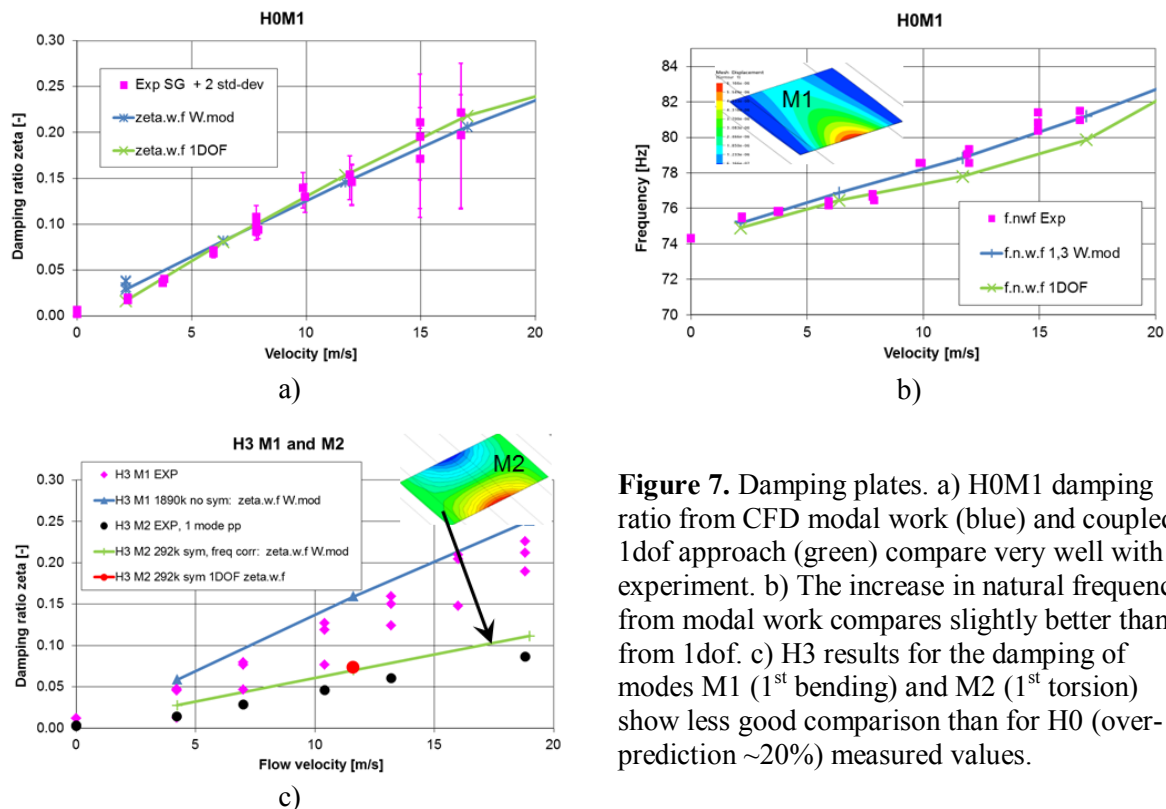 H0M1
a)
0.30
0.25
0.20
0.15
0.10
0.05
0.00
Damping ratio zeta [-]
Exp SG + 2 std-dev
zeta.w.f W.mod
zeta.w.f 1DOF
0 5 10 15 20
Velocity [m/s]
a)
H0M1
b)
84
82
80
78
76
74
72
70
Frequency [Hz]
M1
f.nwf Exp
f.n.w.f 1,3 W.mod
f.n.w.f 1DOF
0 5 10 15 20
Velocity [m/s]
b)
H3 M1 and M2
c)
0.30
0.25
0.20
0.15
0.10
0.05
0.00
Damping ratio zeta [-]
H3 M1 EXP
H3 M1 1890k no sym: zeta.w.f W.mod
H3 M2 EXP, 1 mode pp
H3 M2 292k sym, freq corr: zeta.w.f W.mod
H3 M2 292k sym 1DOF zeta.w.f
M2
0 5 10 15 20
Flow velocity [m/s]
c)
Figure 7. Damping plates. a) H0M1 damping
ratio from CFD modal work (blue) and coupled
1dof approach (green) compare very well with
experiment. b) The increase in natural frequenc
from modal work compares slightly better than
from 1dof. c) H3 results for the damping of
modes M1 (1st bending) and M2 (1st torsion)
show less good comparison than for H0 (over-
prediction ~20%) measured values.